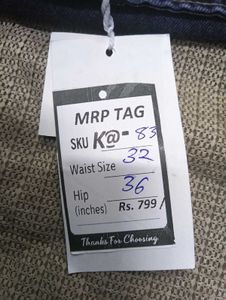 MRP TAG
SKU K@- 83
Waist Size 32
Hip 36
(inches) Rs. 799/
Thanks For Choosing